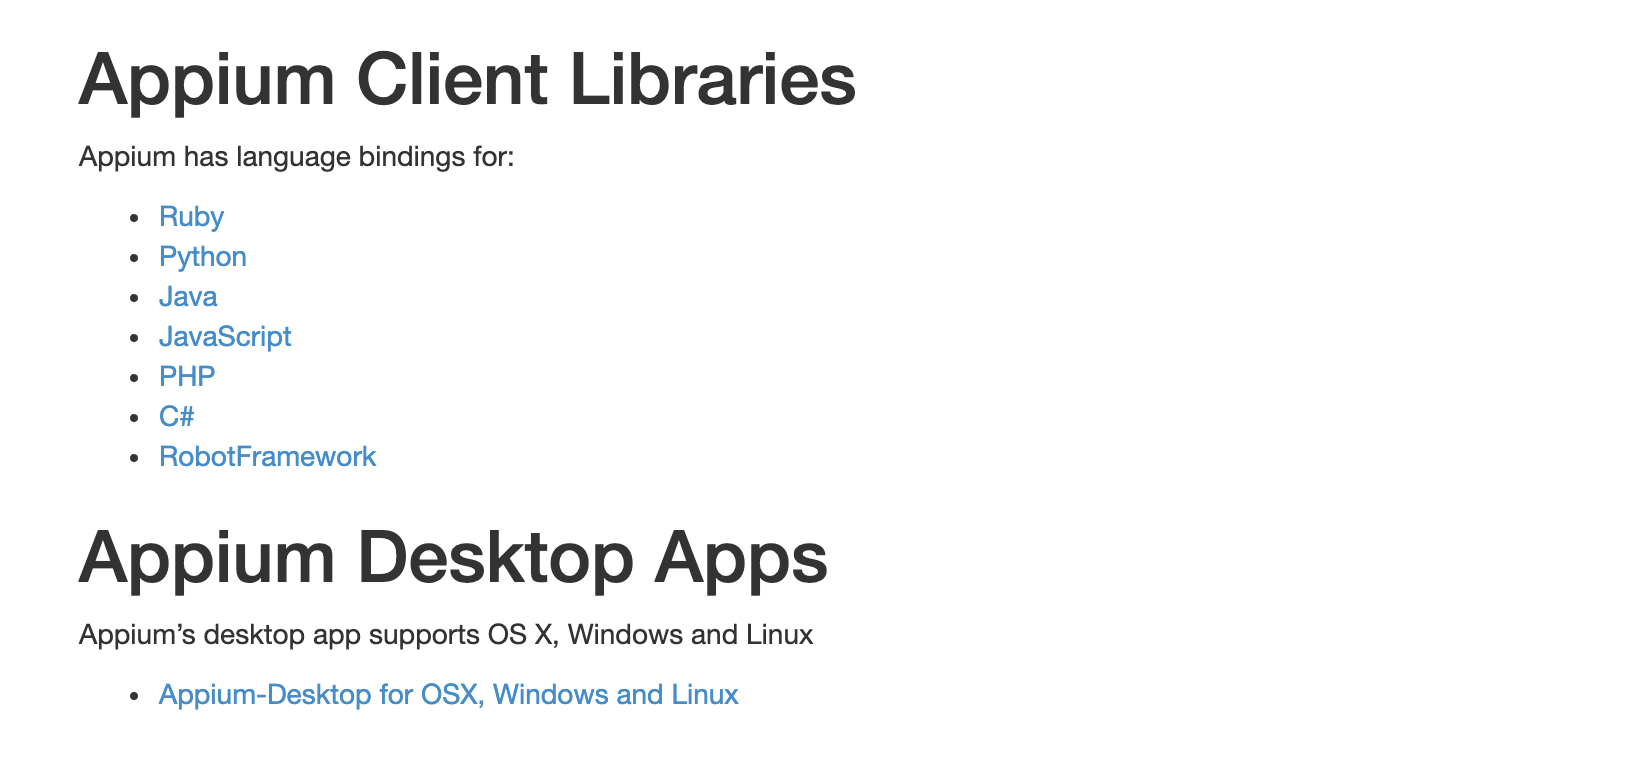 Appium Client Libraries
Appium has language bindings for:
• Ruby
• Python
• Java
• JavaScript
• PHP
• C#
• RobotFramework
Appium Desktop Apps
Appium’s desktop app supports OS X, Windows and Linux
• Appium-Desktop for OSX, Windows and Linux